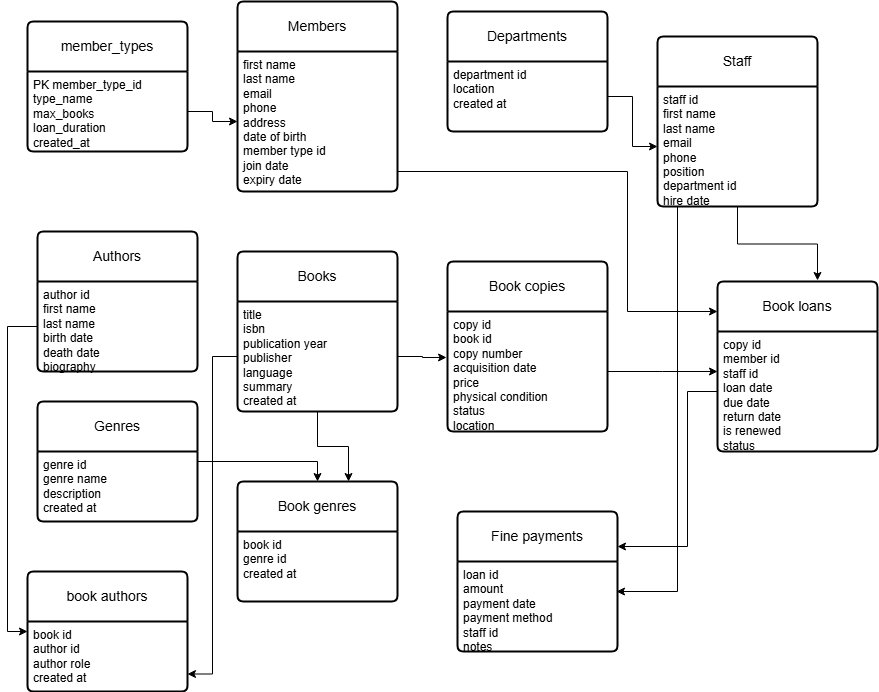 member_types
PK member_type_id
type_name
max_books
loan_duration
created_at
Members
first name
last name
email
phone
address
date of birth
member type id
join date
expiry date
Departments
department id
location
created at
Staff
staff id
first name
last name
email
phone
position
department id
hire date
Authors
author id
first name
last name
birth date
death date
biography
Books
title
isbn
publication year
publisher
language
summary
created at
Book copies
copy id
book id
copy number
acquisition date
price
physical condition
status
location
Book loans
copy id
member id
staff id
loan date
due date
return date
is renewed
status
Genres
genre id
genre name
description
created at
Book genres
book id
genre id
created at
Fine payments
loan id
amount
payment date
payment method
staff id
notes
book authors
book id
author id
author role
created at